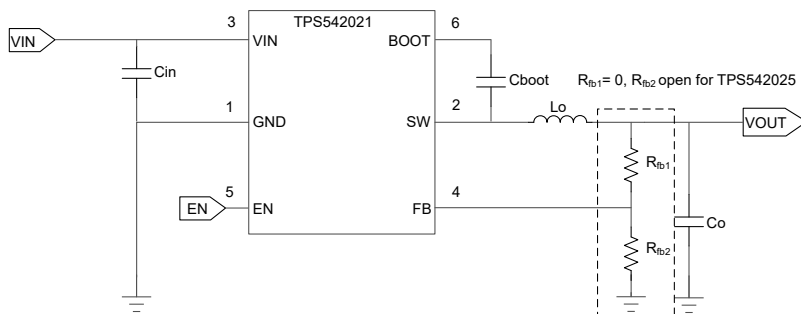 TPS542021
3
6
VIN
VIN
BOOT
Cin
Cboot
Rfb1= 0, Rfb2 open for TPS542025
1
2
Lo
GND
SW
VOUT
Rfb1
5
4
EN
EN
FB
Co
Rfb2